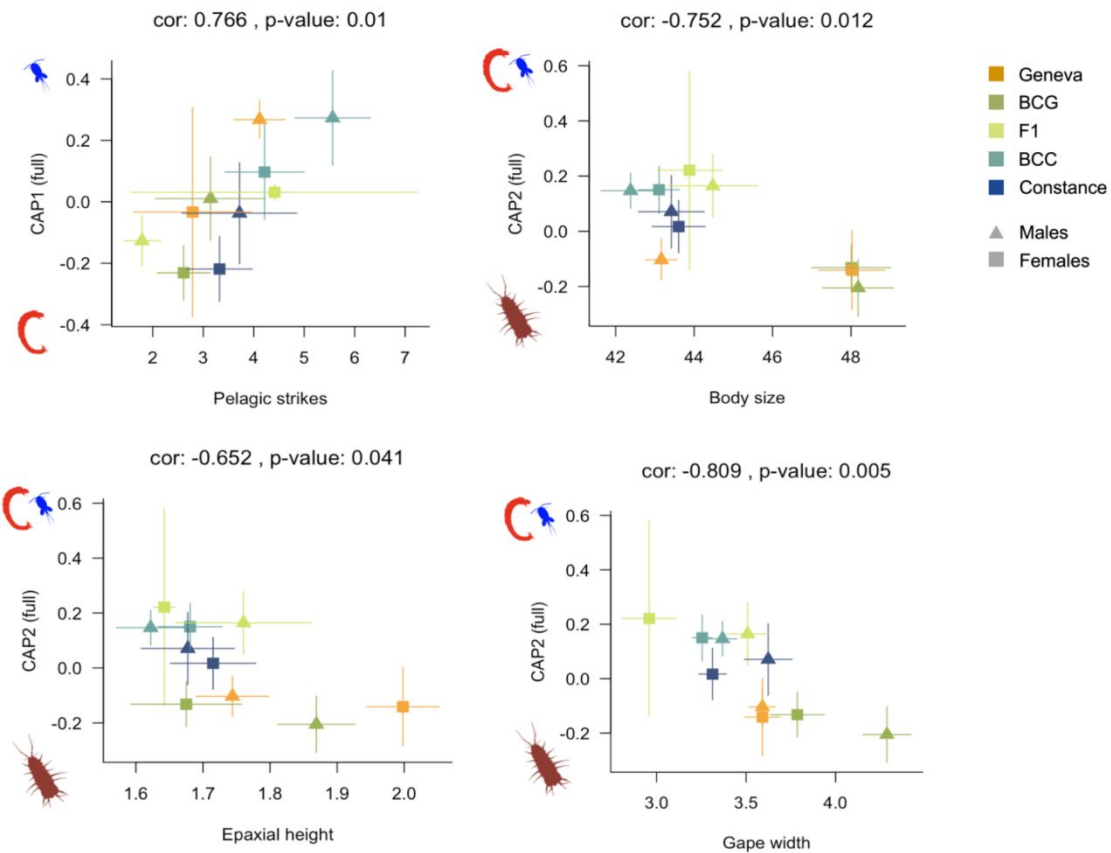 cor: 0.766 , p-value: 0.01
CAP1 (full)
0.4
0.2
0.0
-0.2
-0.4
2 3 4 5 6 7
Pelagic strikes
cor: -0.752 , p-value: 0.012
CAP2 (full)
0.6
0.4
0.2
0.0
-0.2
42 44 46 48
Body size
Geneva
BCG
F1
BCC
Constance
Males
Females
cor: -0.652 , p-value: 0.041
CAP2 (full)
0.6
0.4
0.2
0.0
-0.2
1.6 1.7 1.8 1.9 2.0
Epaxial height
cor: -0.809 , p-value: 0.005
CAP2 (full)
0.6
0.4
0.2
0.0
-0.2
3.0 3.5 4.0
Gape width